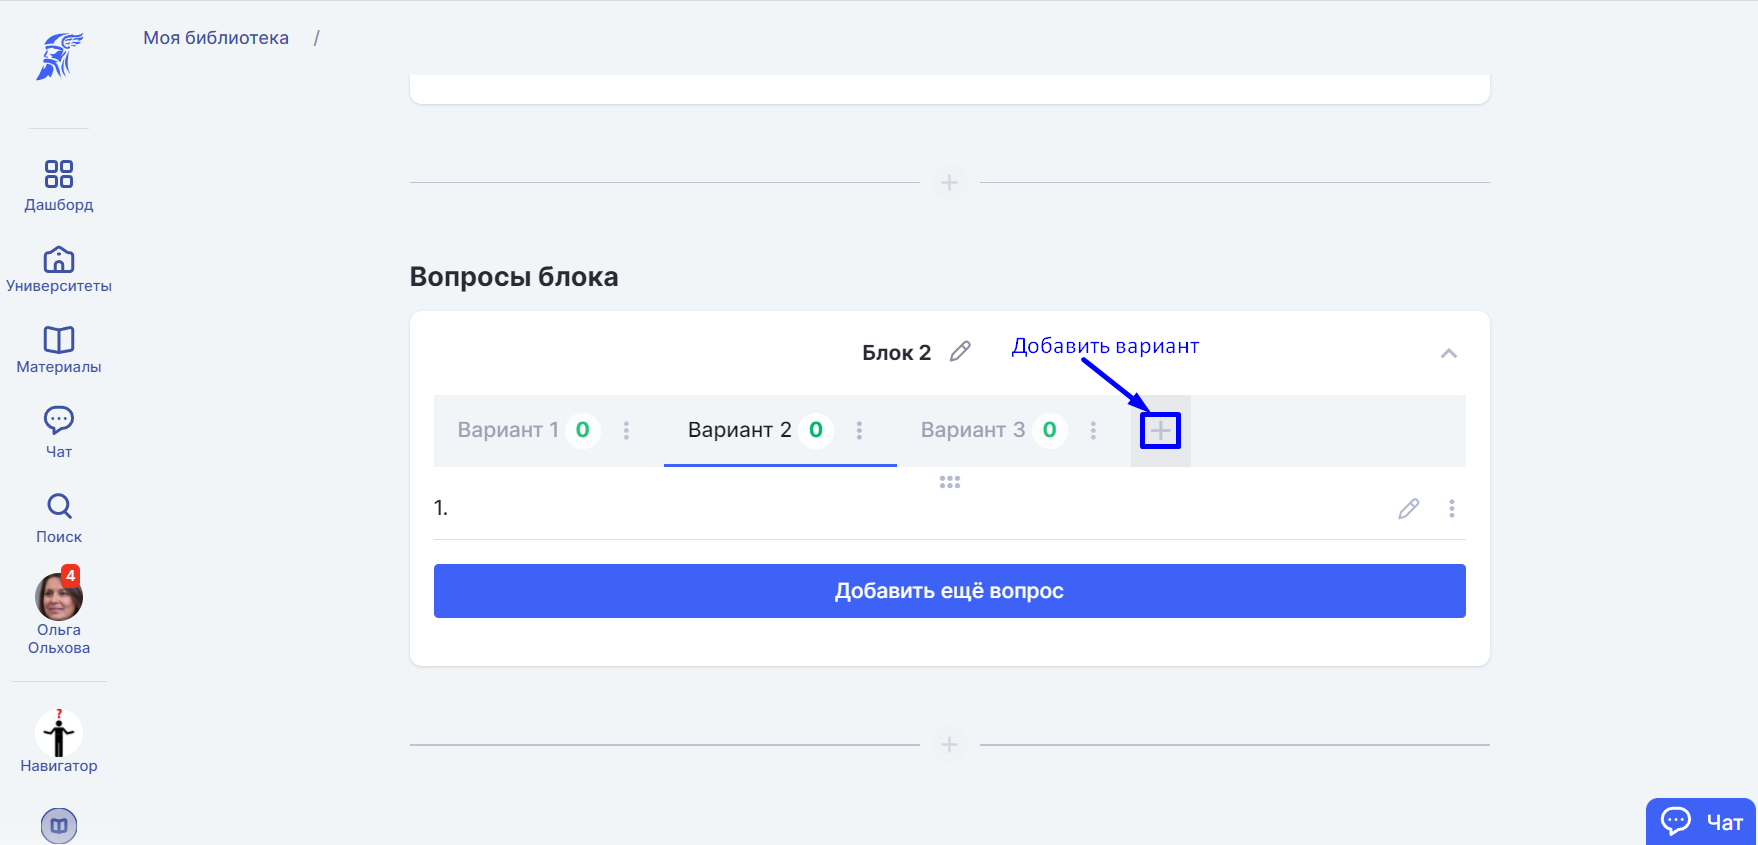 Моя библиотека /
Дашборд
Университеты
Материалы
Чат
Поиск
4
Ольга
Ольхова
?
Навигатор
Вопросы блока
Блок 2
Добавить вариант
Вариант 1 0
Вариант 2 0
Вариант 3 0
1.
Добавить ещё вопрос
Чат